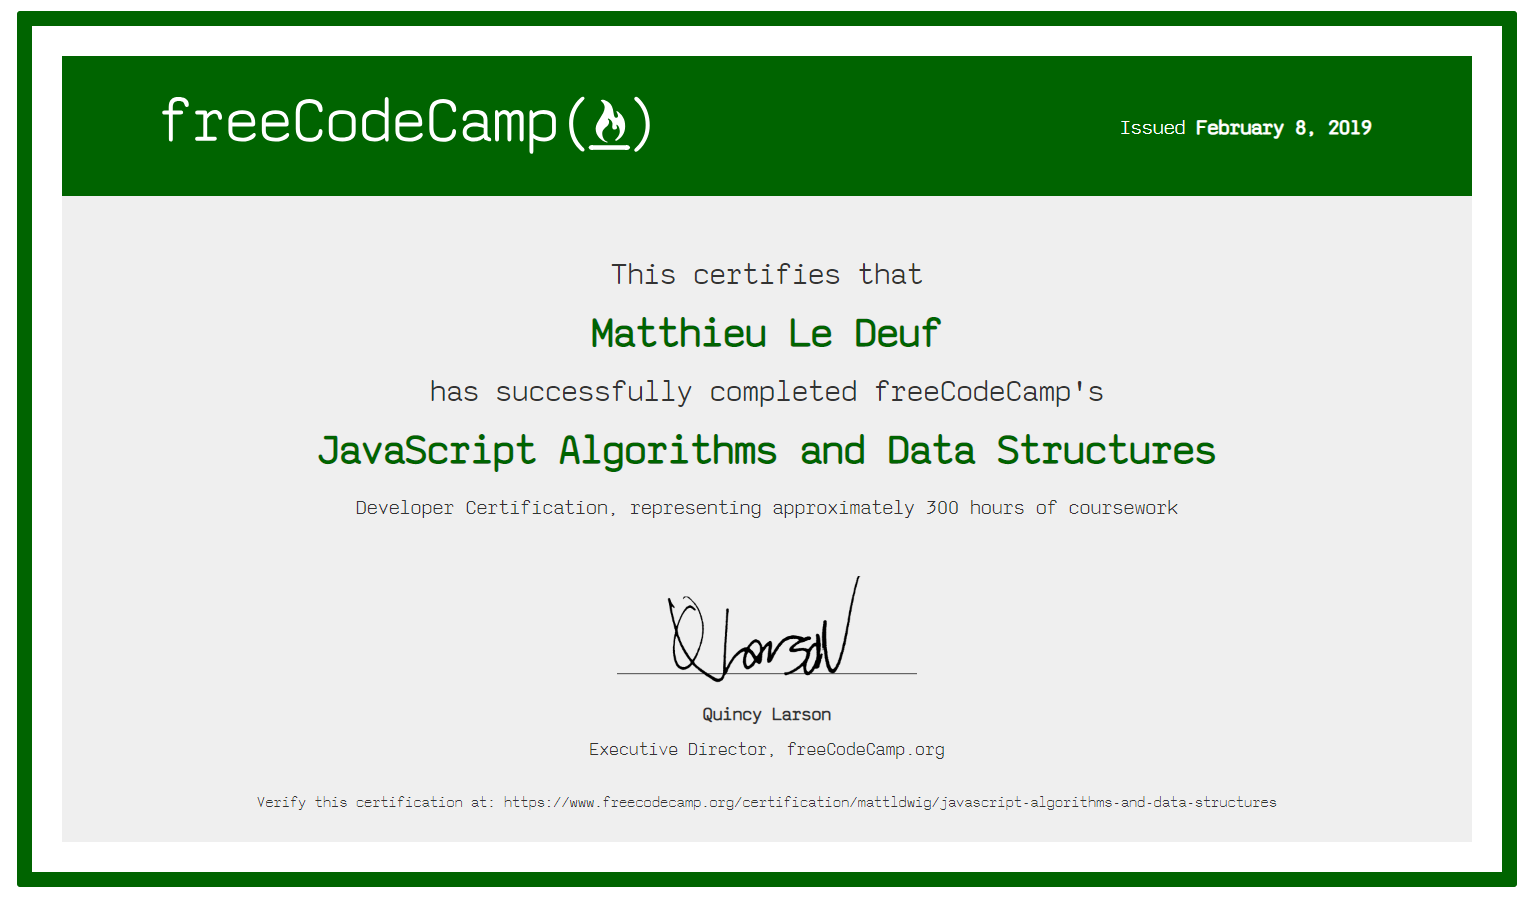 freeCodeCamp(🔥)
Issued February 8, 2019
This certifies that
Matthieu Le Deuf
has successfully completed freeCodeCamp's
JavaScript Algorithms and Data Structures
Developer Certification, representing approximately 300 hours of coursework
Q Larson
Quincy Larson
Executive Director, freeCodeCamp.org
Verify this certification at: https://www.freecodecamp.org/certification/mattldwig/javascript-algorithms-and-data-structures